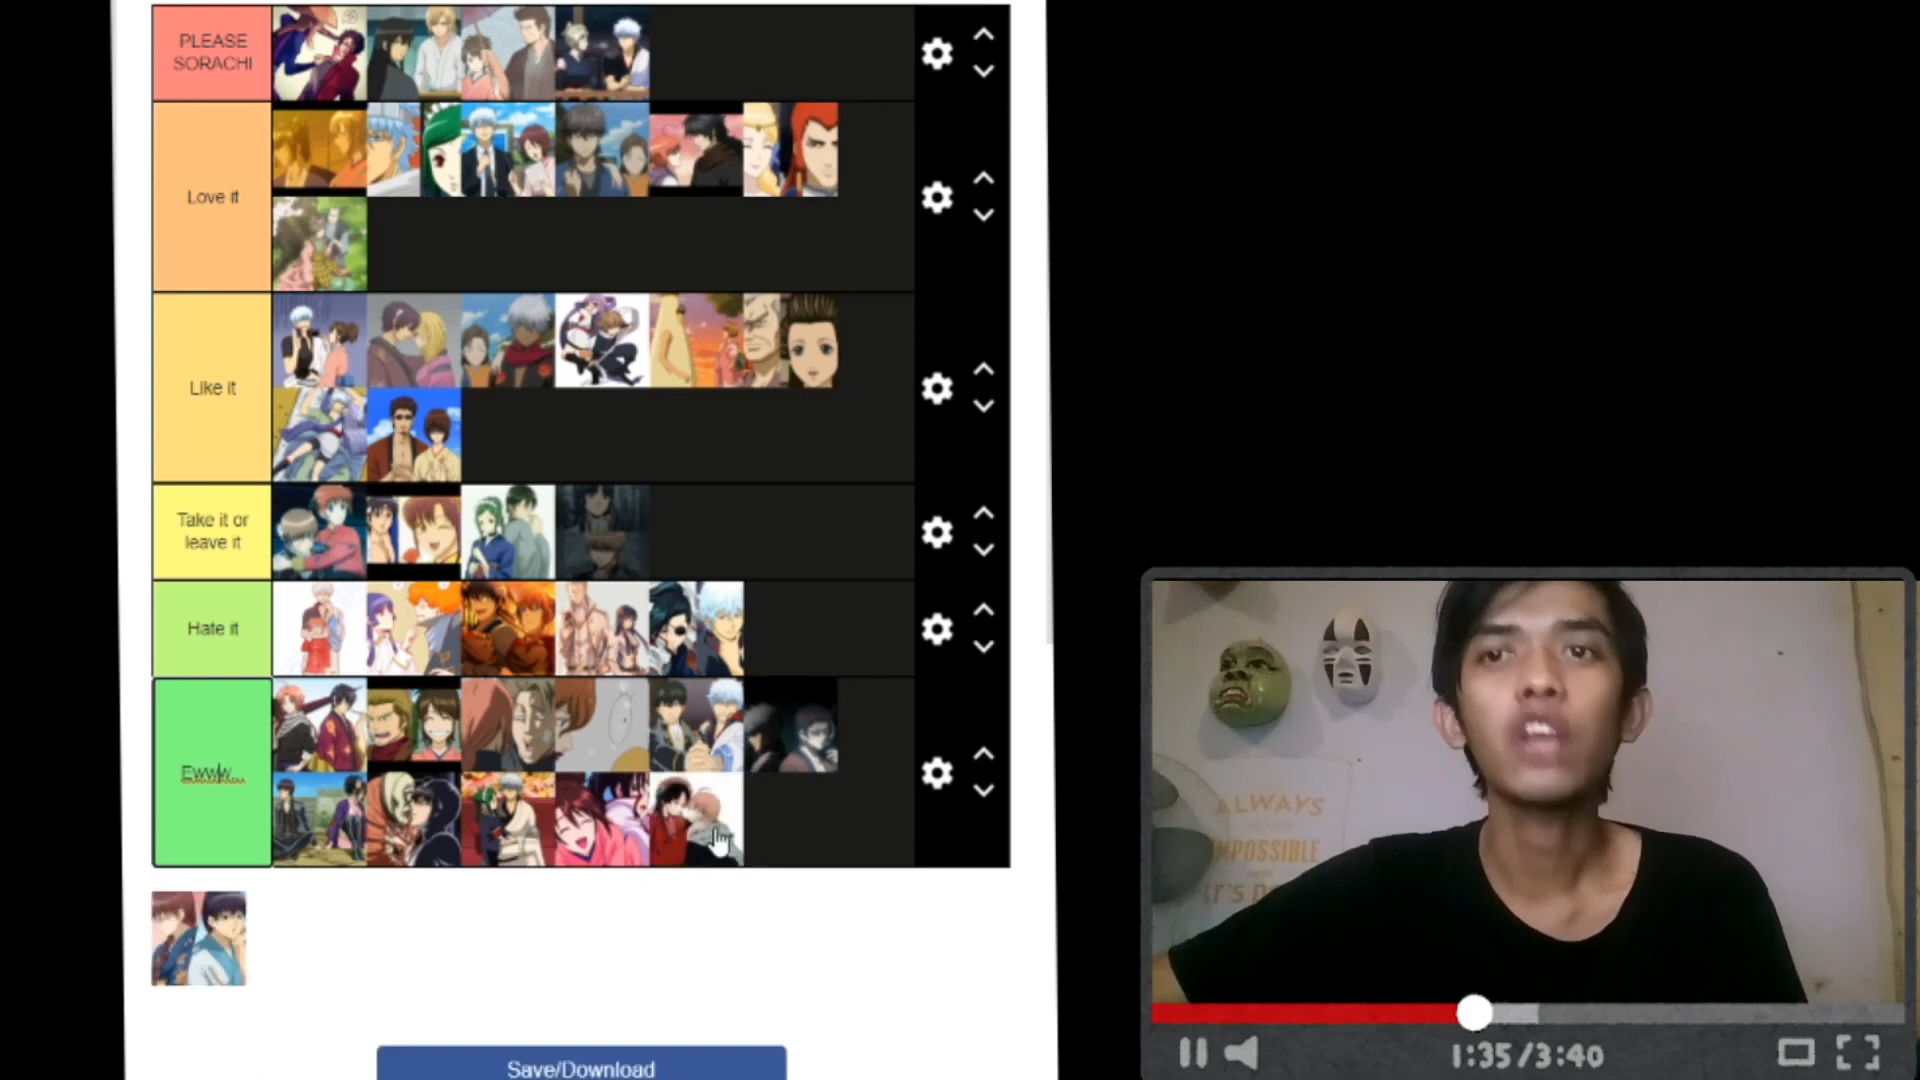 PLEASE
SORACHI
Love it
Like it
Take it or
leave it
Hate it
Ewww...
Save/Download
ALWAYS
IMPOSSIBLE
IT'S
1:35/3:40